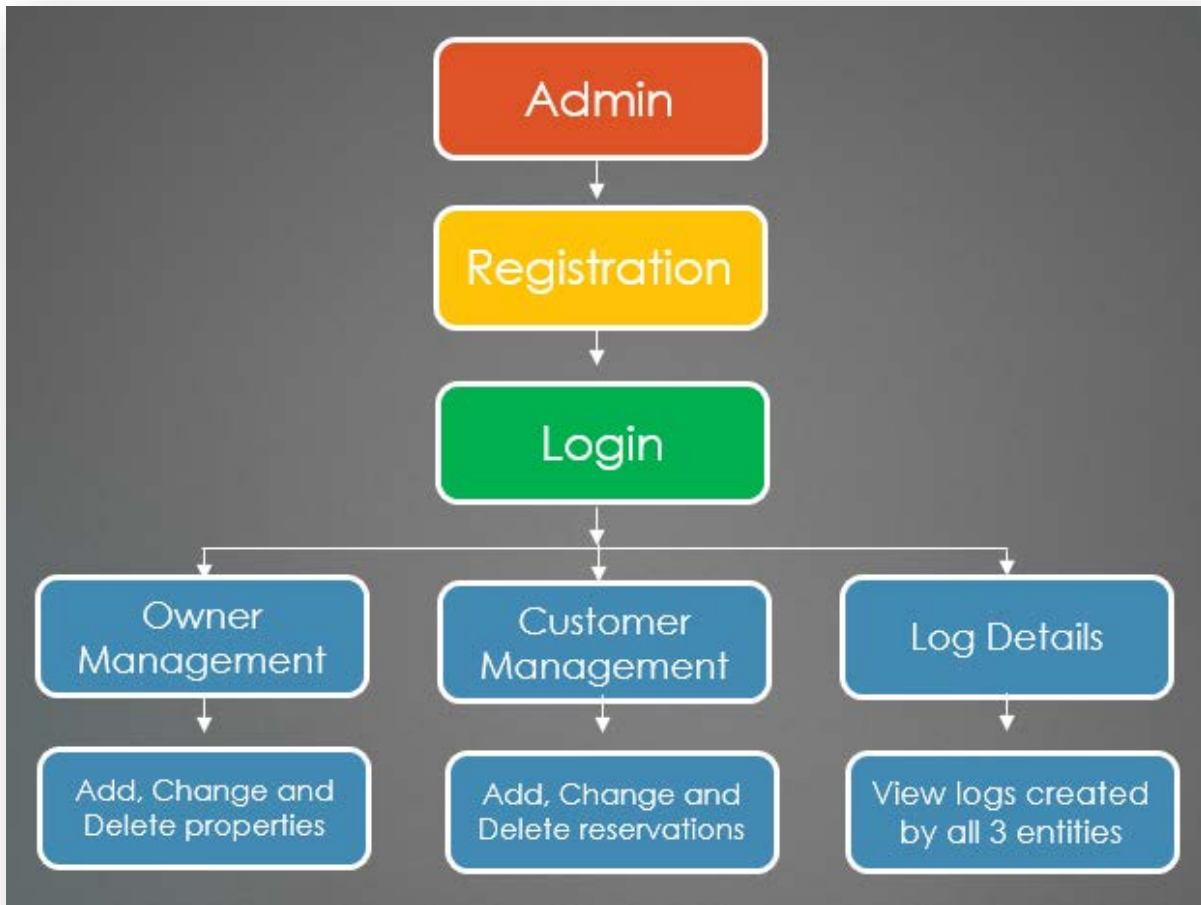 Admin
Registration
Login
Owner
Management
Customer
Management
Log Details
Add, Change and
Delete properties
Add, Change and
Delete reservations
View logs created
by all 3 entities